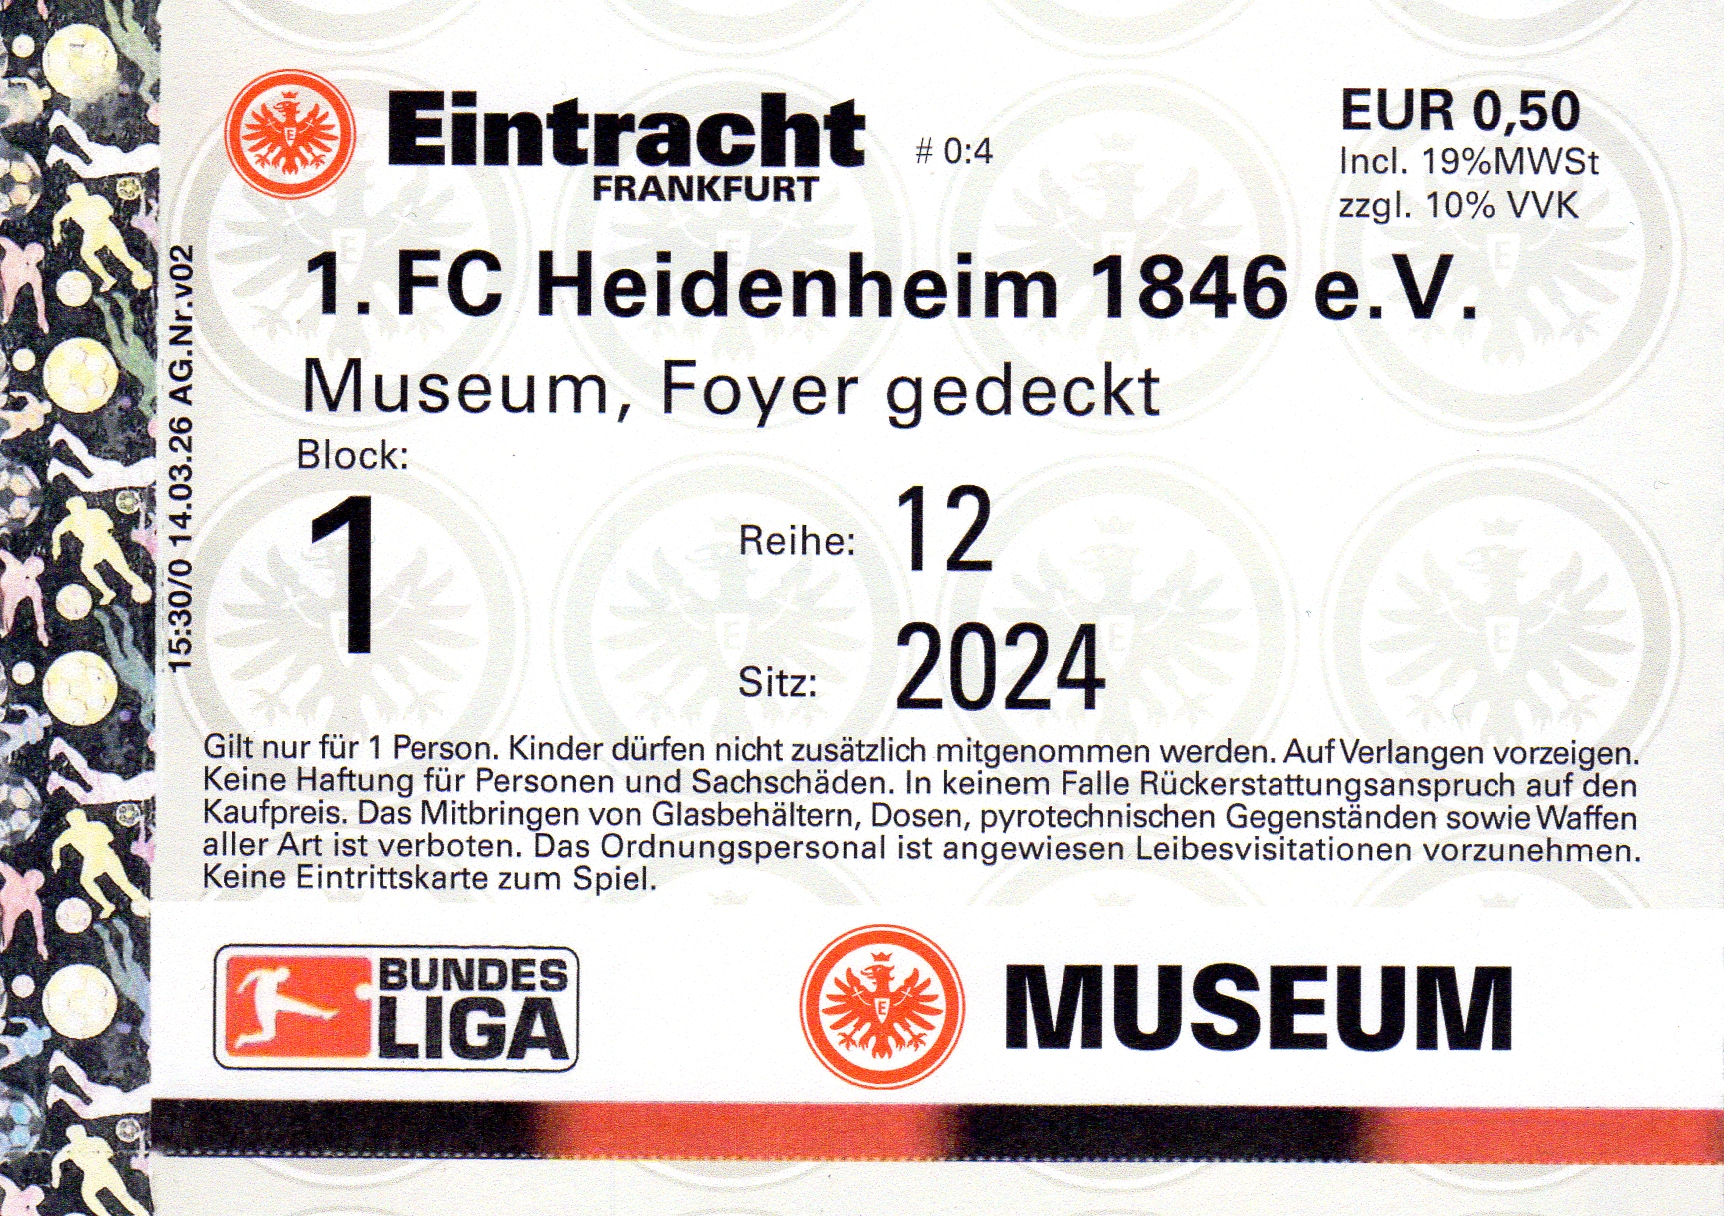 Eintracht
FRANKFURT
# 0:4
EUR 0,50
Incl. 19%MWSt
zzgl. 10% VVK
1. FC Heidenheim 1846 e.V.
Museum, Foyer gedeckt
Block:
1
Reihe: 12
Sitz: 2024
15:30/0 14.03.26 AG.Nr.v02
Gilt nur für 1 Person. Kinder dürfen nicht zusätzlich mitgenommen werden. Auf Verlangen vorzeigen.
Keine Haftung für Personen und Sachschäden. In keinem Falle Rückerstattungsanspruch auf den
Kaufpreis. Das Mitbringen von Glasbehältern, Dosen, pyrotechnischen Gegenständen sowie Waffen
aller Art ist verboten. Das Ordnungspersonal ist angewiesen Leibesvisitationen vorzunehmen.
Keine Eintrittskarte zum Spiel.
BUNDES
LIGA
E
MUSEUM